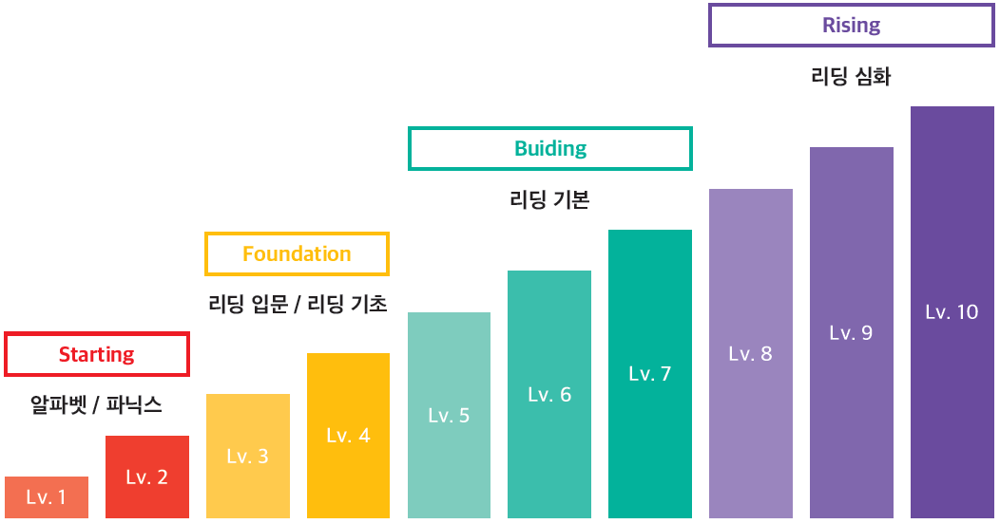 Starting
알파벳 / 파닉스
Lv. 1
Lv. 2
Foundation
리딩 입문 / 리딩 기초
Lv. 3
Lv. 4
Buiding
리딩 기본
Lv. 5
Lv. 6
Lv. 7
Rising
리딩 심화
Lv. 8
Lv. 9
Lv. 10